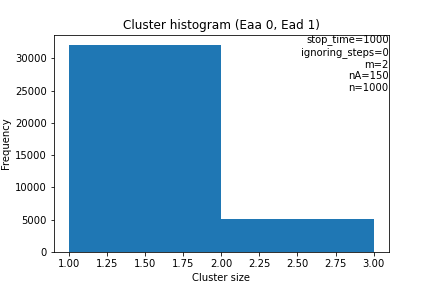 Cluster histogram (Eaa 0, Ead 1)
stop_time=1000
ignoring_steps=0
m=2
nA=150
n=1000
Frequency
30000
25000
20000
15000
10000
5000
0
1.00 1.25 1.50 1.75 2.00 2.25 2.50 2.75 3.00
Cluster size